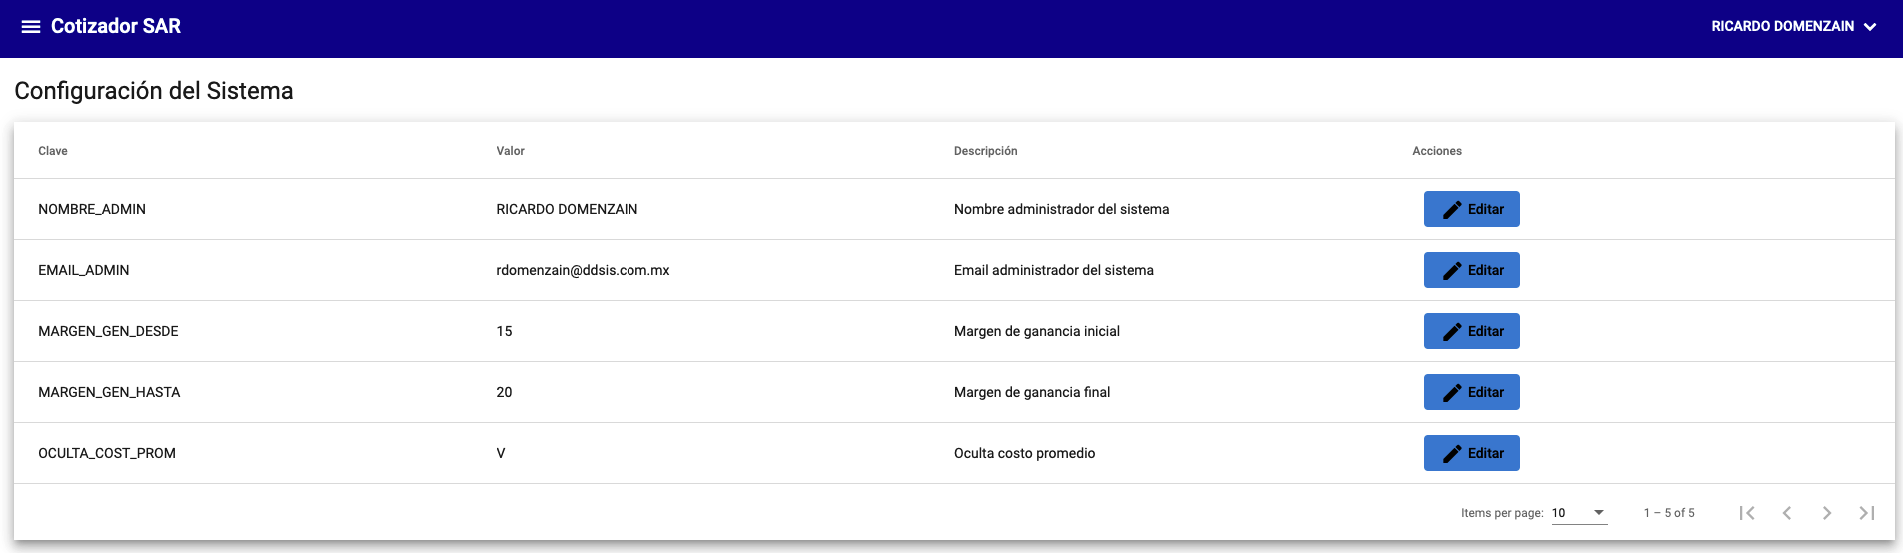 Cotizador SAR
RICARDO DOMENZAIN
Configuración del Sistema
Clave Valor Descripción Acciones
NOMBRE_ADMIN RICARDO DOMENZAIN Nombre administrador del sistema Editar
EMAIL_ADMIN rdomenzain@ddsis.com.mx Email administrador del sistema Editar
MARGEN_GEN_DESDE 15 Margen de ganancia inicial Editar
MARGEN_GEN_HASTA 20 Margen de ganancia final Editar
OCULTA_COST_PROM V Oculta costo promedio Editar
Items per page: 10 1 – 5 of 5